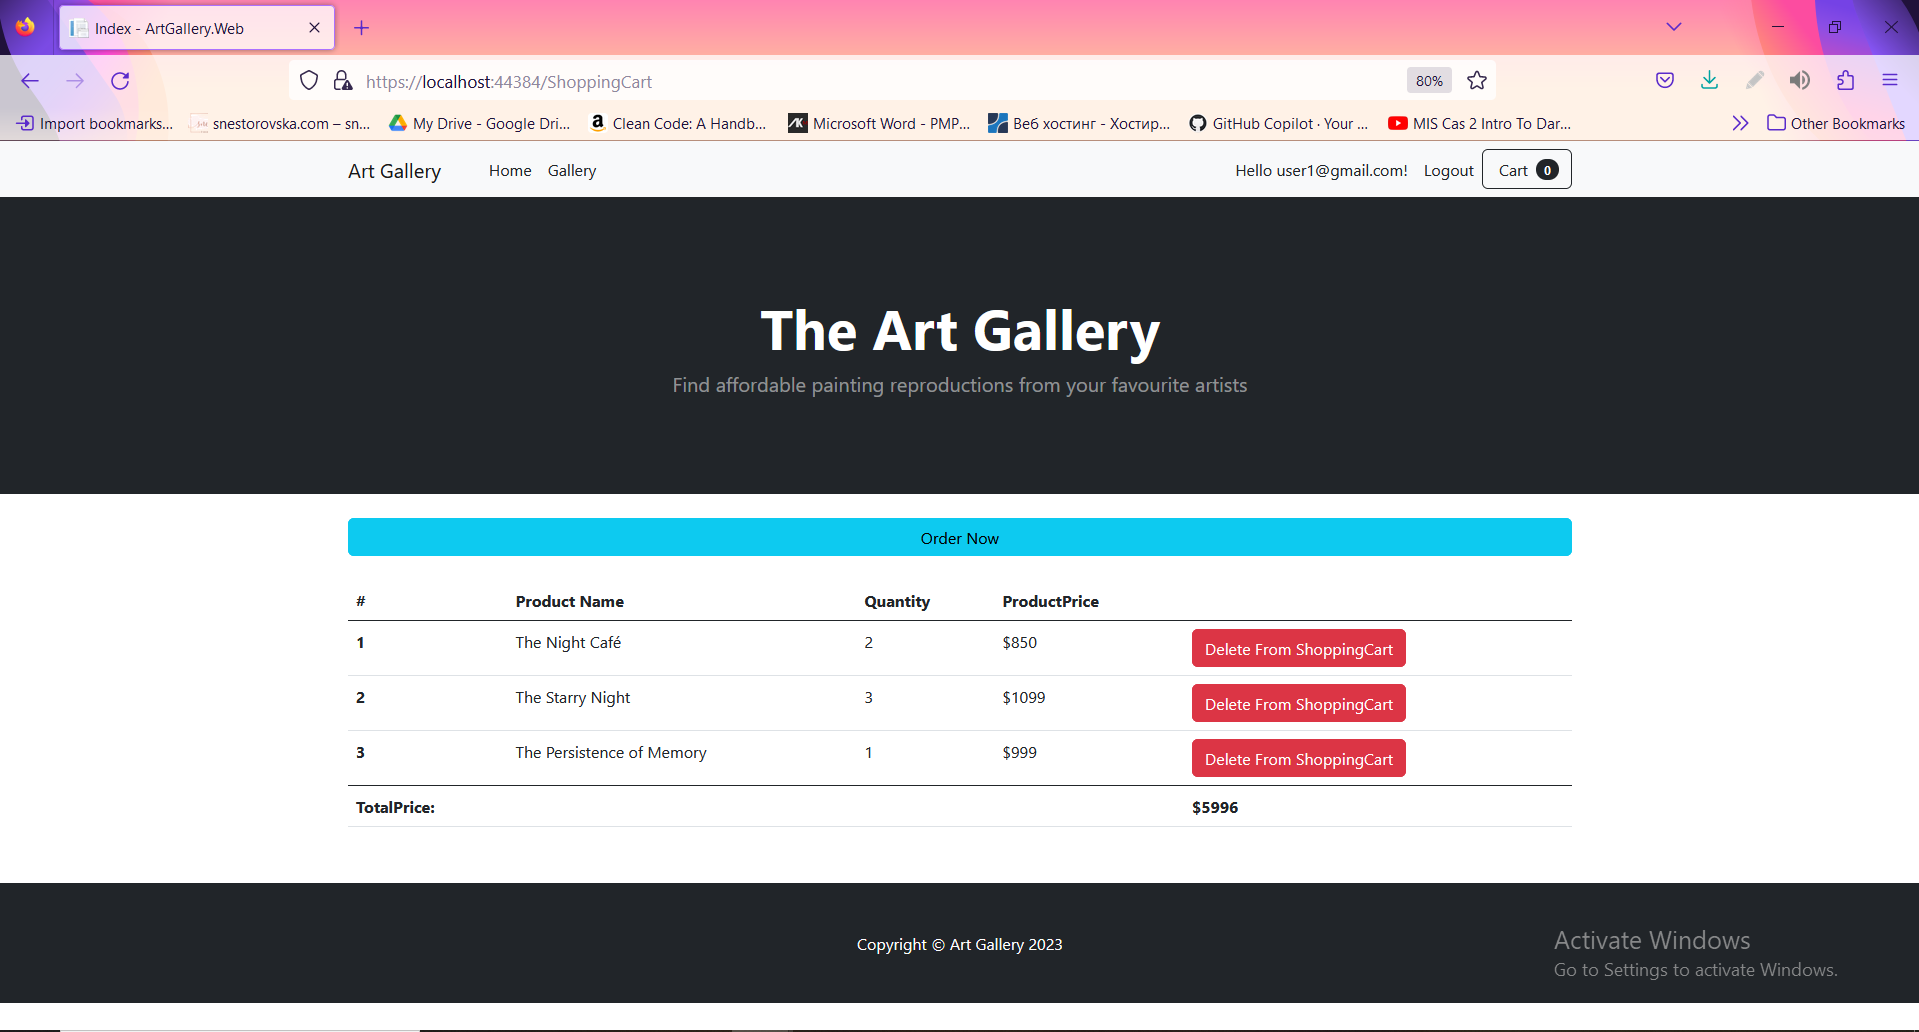 Index - ArtGallery.Web
https://localhost:44384/ShoppingCart 80%
Import bookmarks... snestorovska.com – sn... My Drive - Google Dri... Clean Code: A Handb... Microsoft Word - PMP... Веб хостинг - Хостир... GitHub Copilot · Your ... MIS Cas 2 Intro To Dar... Other Bookmarks
Art Gallery Home Gallery Hello user1@gmail.com! Logout Cart 0
The Art Gallery
Find affordable painting reproductions from your favourite artists
Order Now
# Product Name Quantity ProductPrice
1 The Night Café 2 $850 Delete From ShoppingCart
2 The Starry Night 3 $1099 Delete From ShoppingCart
3 The Persistence of Memory 1 $999 Delete From ShoppingCart
TotalPrice: $5996
Copyright © Art Gallery 2023
Activate Windows
Go to Settings to activate Windows.